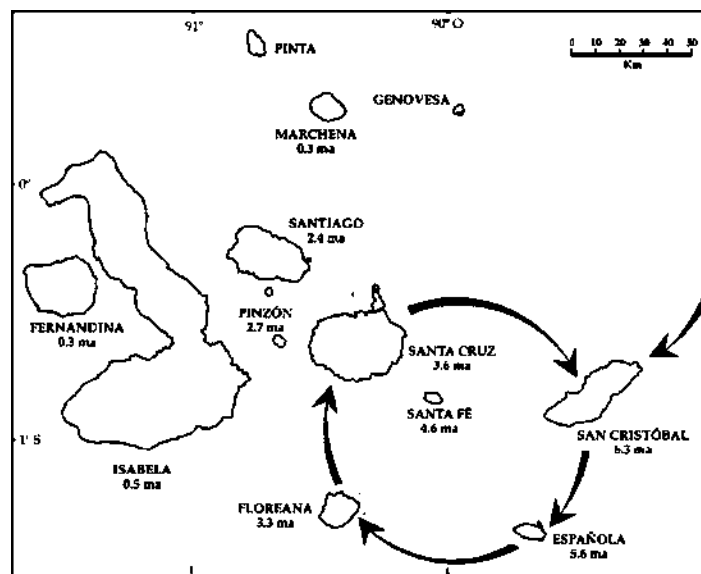 91°
90° O
PINTA
0 10 20 30 40 50
Km
GENOVESA
MARCHENA
0.3 ma
0°
SANTIAGO
2.4 ma
FERNANDINA
0.3 ma
PINZÓN
2.7 ma
SANTA CRUZ
3.6 ma
SANTA FÉ
4.6 ma
SAN CRISTÓBAL
6.3 ma
1° S
ISABELA
0.5 ma
FLOREANA
3.3 ma
ESPAÑOLA
5.6 ma